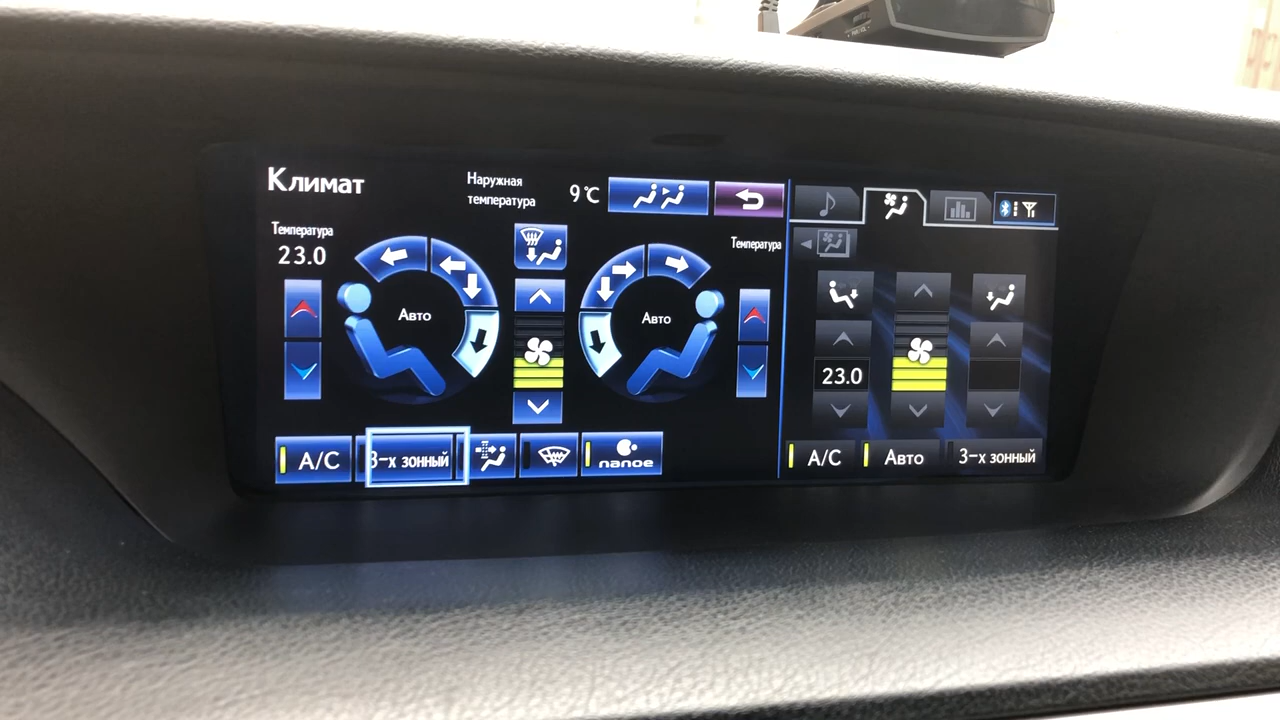 Климат
Наружная
температура
9°C
Температура
23.0
Температура
Авто
Авто
23.0
A/C
3-х зонный
nanoe
A/C
Авто
3-х зонный